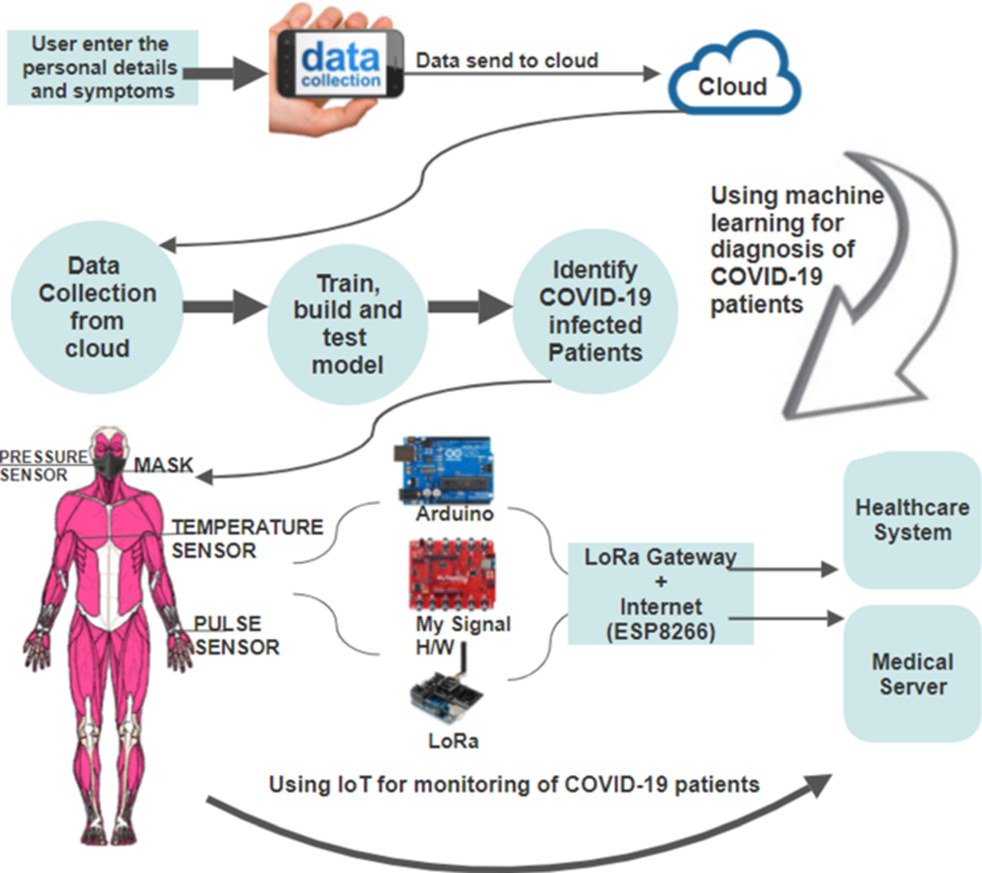 User enter the
personal details
and symptoms
data
collection
Data send to cloud
Cloud
Using machine
learning for
diagnosis of
COVID-19
patients
Data
Collection
from
cloud
Train,
build and
test
model
Identify
COVID-19
infected
Patients
PRESSURE
SENSOR
MASK
TEMPERATURE
SENSOR
PULSE
SENSOR
Arduino
My Signal
H/W
LoRa
LoRa Gateway
+
Internet
(ESP8266)
Healthcare
System
Medical
Server
Using IoT for monitoring of COVID-19 patients